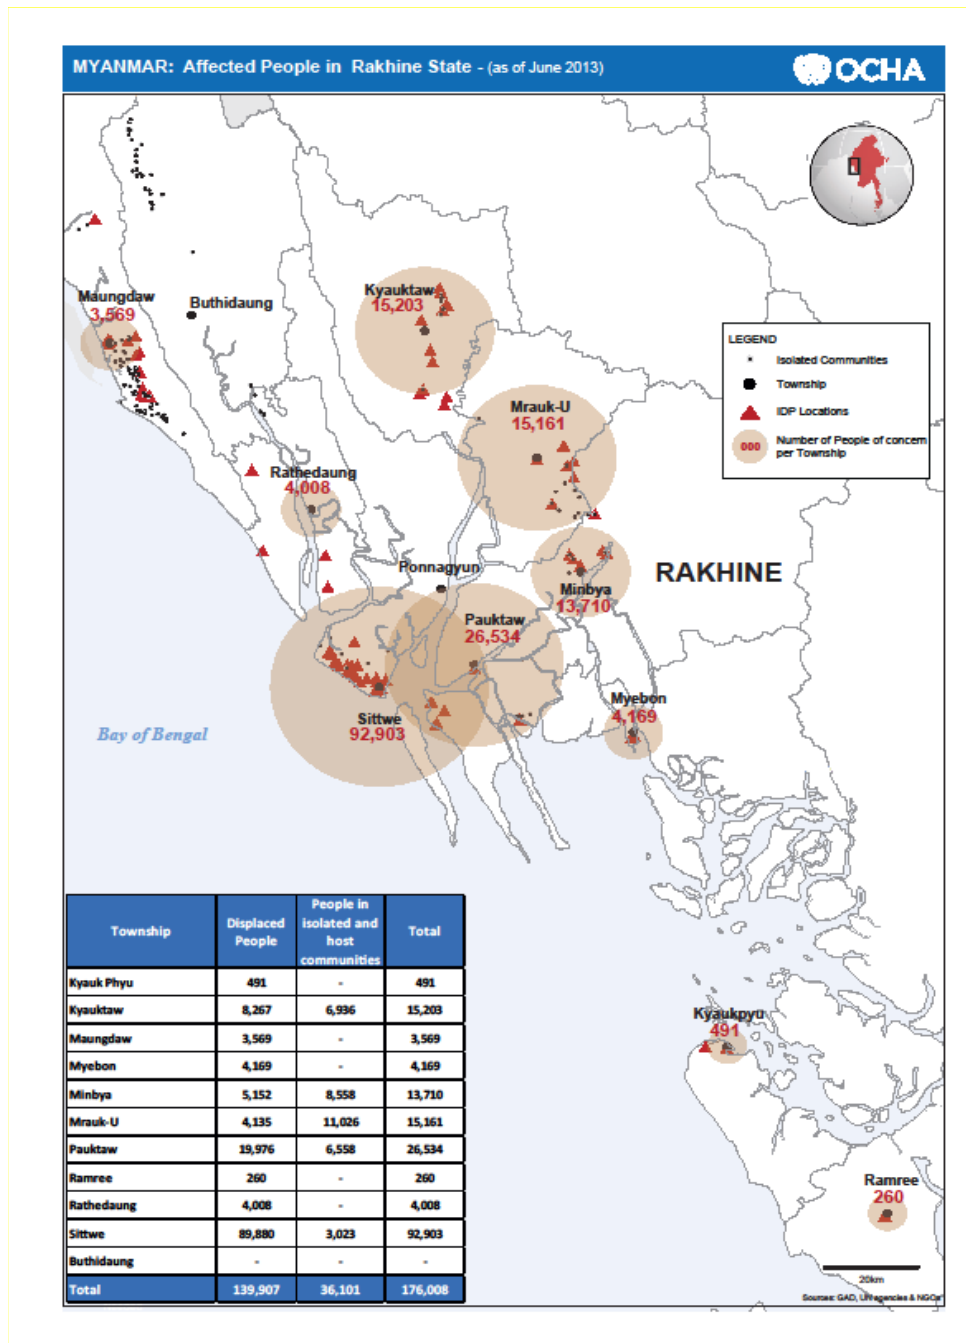 MYANMAR: Affected People in Rakhine State - (as of June 2013)
OCHA
Maungdaw
3,569
Buthidaung
Kyauktaw
15,203
LEGEND
Isolated Communities
Township
IDP Locations
000 Number of People of concern
per Township
Mrauk-U
15,161
Rathedaung
4,008
Ponnagyun
RAKHINE
Minbya
13,710
Pauktaw
26,534
Myebon
4,169
Sittwe
92,903
Bay of Bengal
Township Displaced People People in isolated and host communities Total
Kyauk Phyu 491 - 491
Kyauktaw 8,267 6,936 15,203
Maungdaw 3,569 - 3,569
Myebon 4,169 - 4,169
Minbya 5,152 8,558 13,710
Mrauk-U 4,135 11,026 15,161
Pauktaw 19,976 6,558 26,534
Ramree 260 - 260
Rathedaung 4,008 - 4,008
Sittwe 89,880 3,023 92,903
Buthidaung - - -
Total 139,907 36,101 176,008
Kyaukpyu
491
Ramree
260
20km
Sources: GAD, UN agencies & NGOs